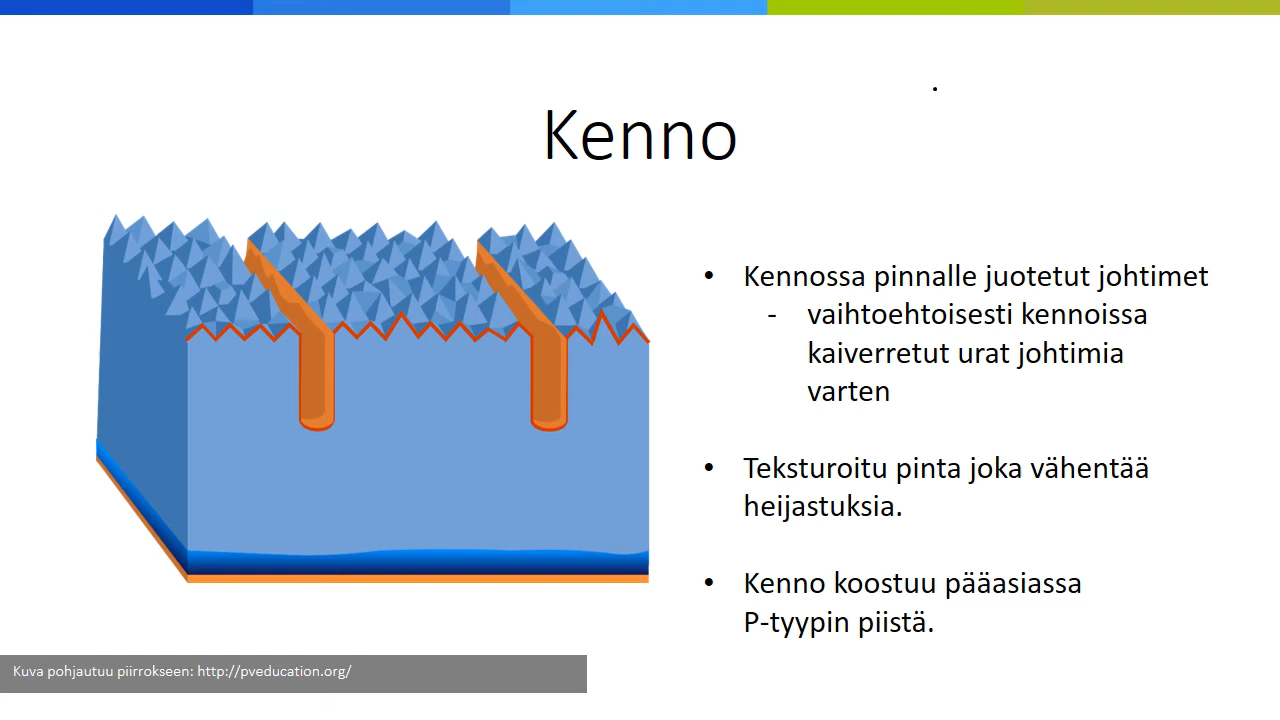 Kenno
• Kennossa pinnalle juotetut johtimet
- vaihtoehtoisesti kennoissa
kaiverretut urat johtimia
varten
• Teksturoitu pinta joka vähentää
heijastuksia.
• Kenno koostuu pääasiassa
P-tyypin piistä.
Kuva pohjautuu piirrokseen: http://pveducation.org/